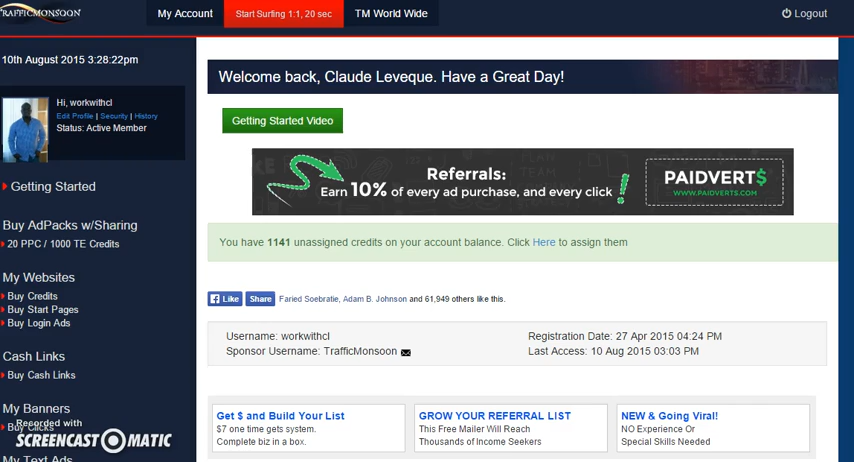 TRAFFICMONSOON
My Account
Start Surfing 1:1, 20 sec
TM World Wide
Logout
10th August 2015 3:28:22pm
Hi, workwithcl
Edit Profile | Security | History
Status: Active Member
Getting Started
Buy AdPacks w/Sharing
20 PPC / 1000 TE Credits
My Websites
Buy Credits
Buy Start Pages
Buy Login Ads
Cash Links
Buy Cash Links
My Banners
Buy Clicks
My Text Ads
Recorded with
SCREENCAST-O-MATIC
Welcome back, Claude Leveque. Have a Great Day!
Getting Started Video
Referrals:
Earn 10% of every ad purchase, and every click
PAIDVERT$
WWW.PAIDVERTS.COM
You have 1141 unassigned credits on your account balance. Click Here to assign them
Like
Share
Faried Soebratie, Adam B. Johnson and 61,949 others like this.
Username: workwithcl
Registration Date: 27 Apr 2015 04:24 PM
Sponsor Username: TrafficMonsoon
Last Access: 10 Aug 2015 03:03 PM
Get $ and Build Your List
$7 one time gets system.
Complete biz in a box.
GROW YOUR REFERRAL LIST
This Free Mailer Will Reach
Thousands of Income Seekers
NEW & Going Viral!
NO Experience Or
Special Skills Needed